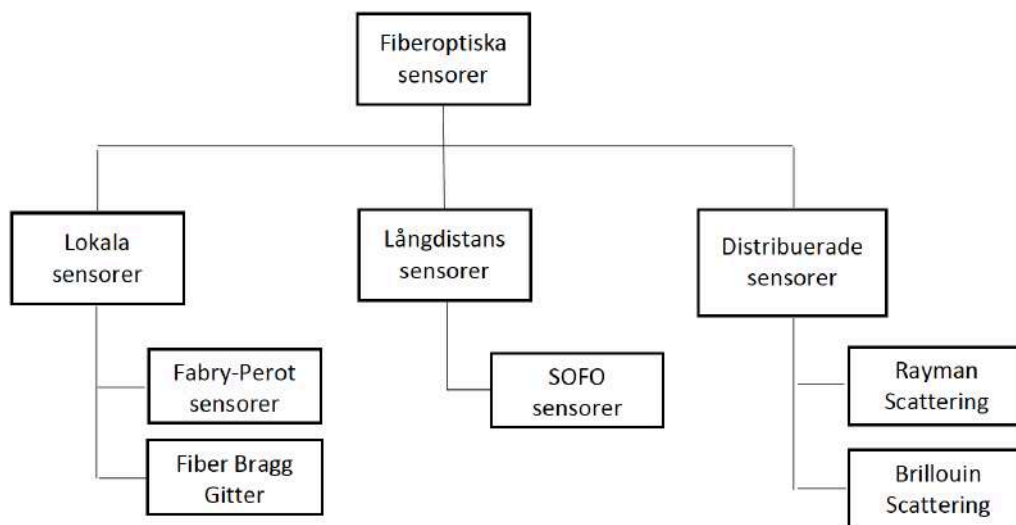 Fiberoptiska
sensorer
Lokala
sensorer
Långdistans
sensorer
Distribuerade
sensorer
Fabry-Perot
sensorer
Fiber Bragg
Gitter
SOFO
sensorer
Rayman
Scattering
Brillouin
Scattering